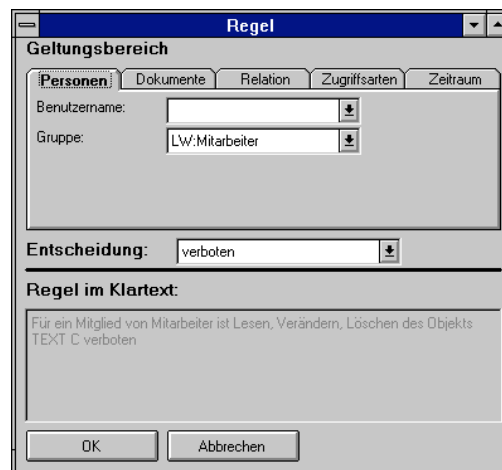 Regel
Geltungsbereich
Personen Dokumente Relation Zugriffsarten Zeitraum
Benutzername:
Gruppe: LW:Mitarbeiter
Entscheidung: verboten
Regel im Klartext:
Für ein Mitglied von Mitarbeiter ist Lesen, Verändern, Löschen des Objekts
TEXT C verboten
OK Abbrechen